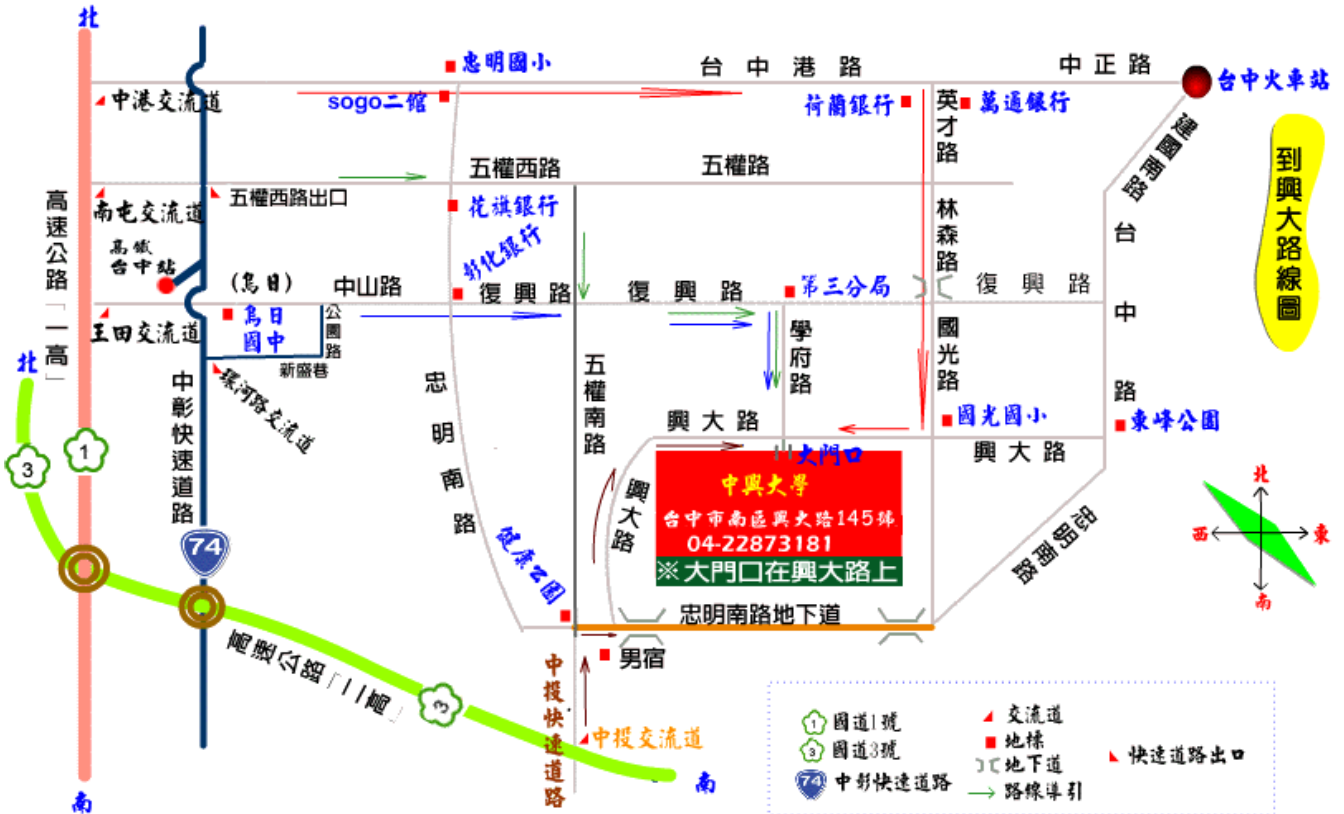 北
忠明國小
台中港路
中正路
台中火車站
中港交流道
sogo二館
荷蘭銀行
英才路
萬通銀行
建國南路
到興大路線圖
五權西路
五權路
高速公路「一高」
南屯交流道
五權西路出口
花旗銀行
林森路
台中路
高鐵
台中站
彰化銀行
(烏日)
中山路
復興路
復興路
第三分局
復興路
王田交流道
烏日
國中
公園路
新盛巷
學府路
國光路
北
中彰快速道路
環河路交流道
忠明南路
五權南路
3
1
興大路
國光國小
興大路
東峰公園
大門口
中興大學
台中市南區興大路145號
04-22873181
※大門口在興大路上
興大路
忠明南路
北
西
東
南
74
健康公園
忠明南路地下道
高速公路「二高」
3
男宿
中投快速道路
中投交流道
南
南
1
國道1號
3
國道3號
74
中彰快速道路
交流道
地標
地下道
路線導引
快速道路出口